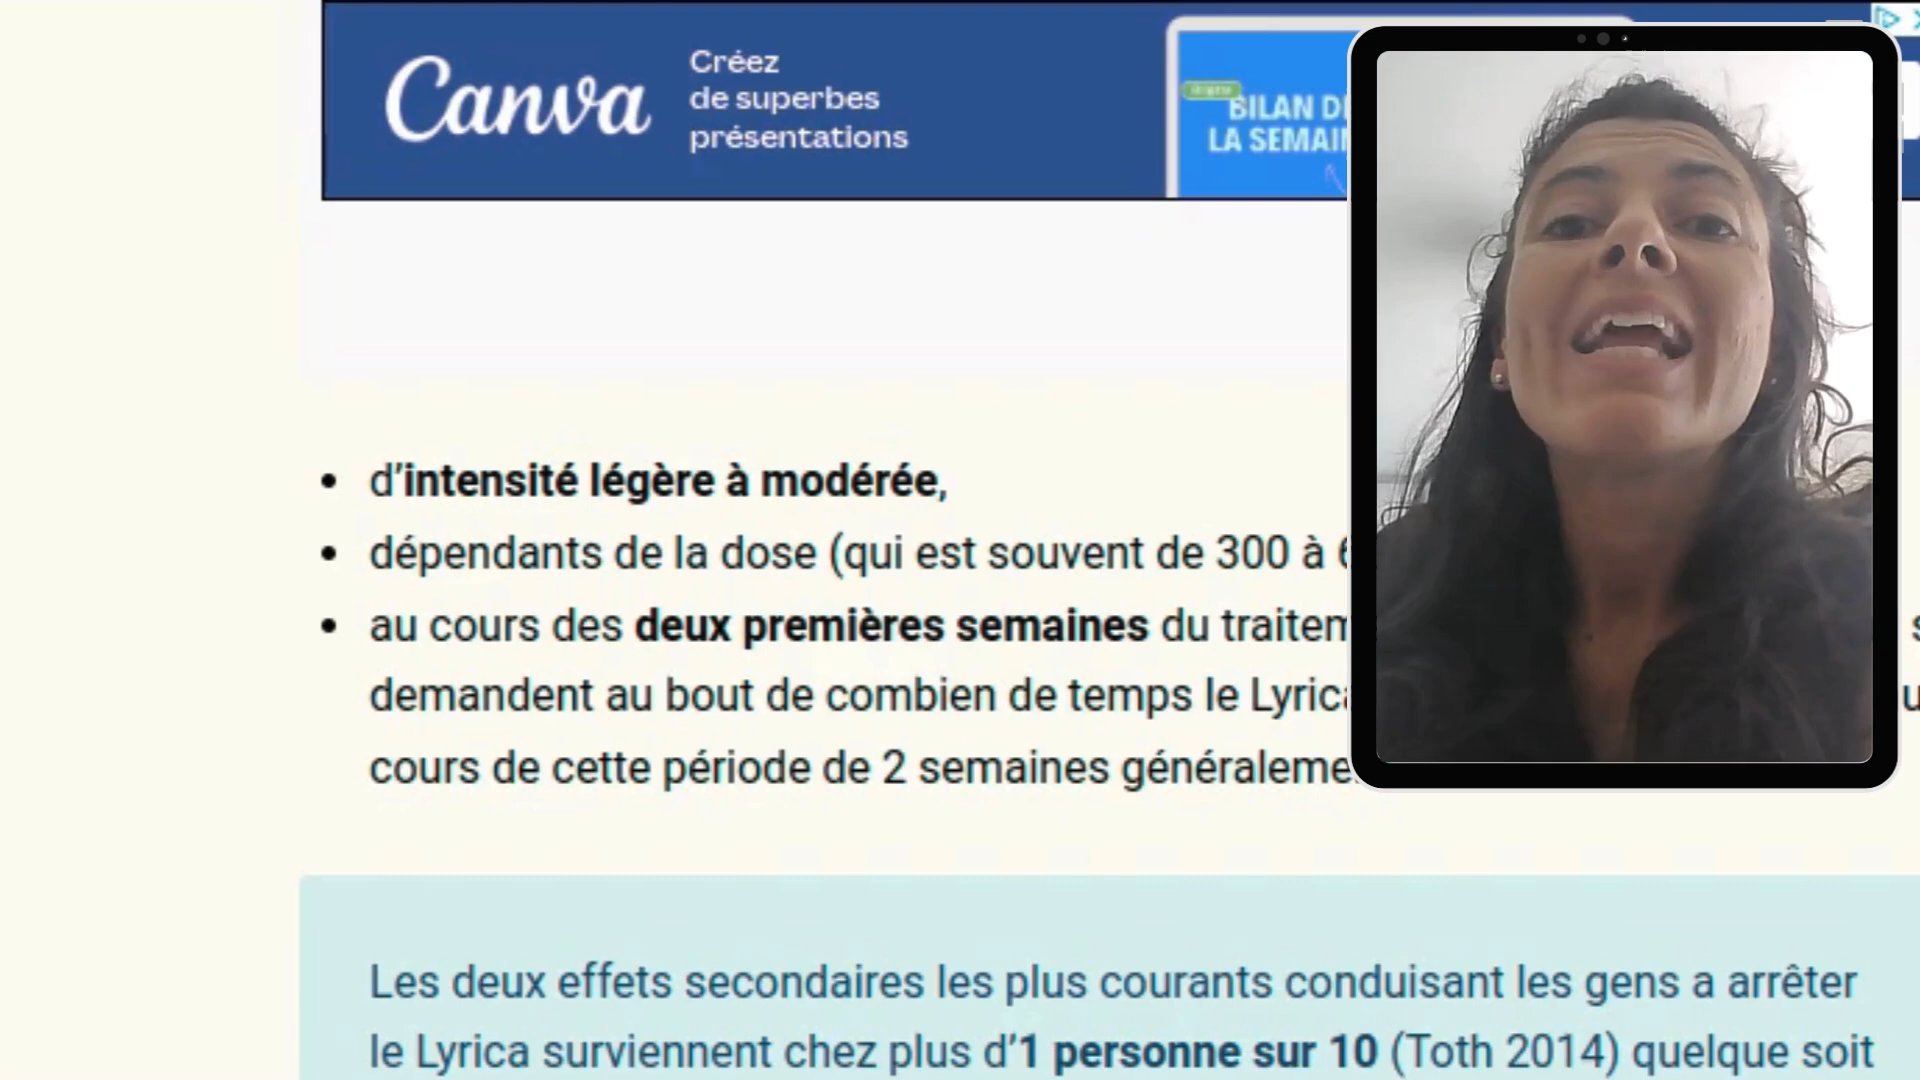 Canva
Créez
de superbes
présentations
BILAN DE
LA SEMAI
• d’intensité légère à modérée,
• dépendants de la dose (qui est souvent de 300 à 6
• au cours des deux premières semaines du traitem
demandent au bout de combien de temps le Lyrica
cours de cette période de 2 semaines généraleme
Les deux effets secondaires les plus courants conduisant les gens a arrêter
le Lyrica surviennent chez plus d’1 personne sur 10 (Toth 2014) quelque soit